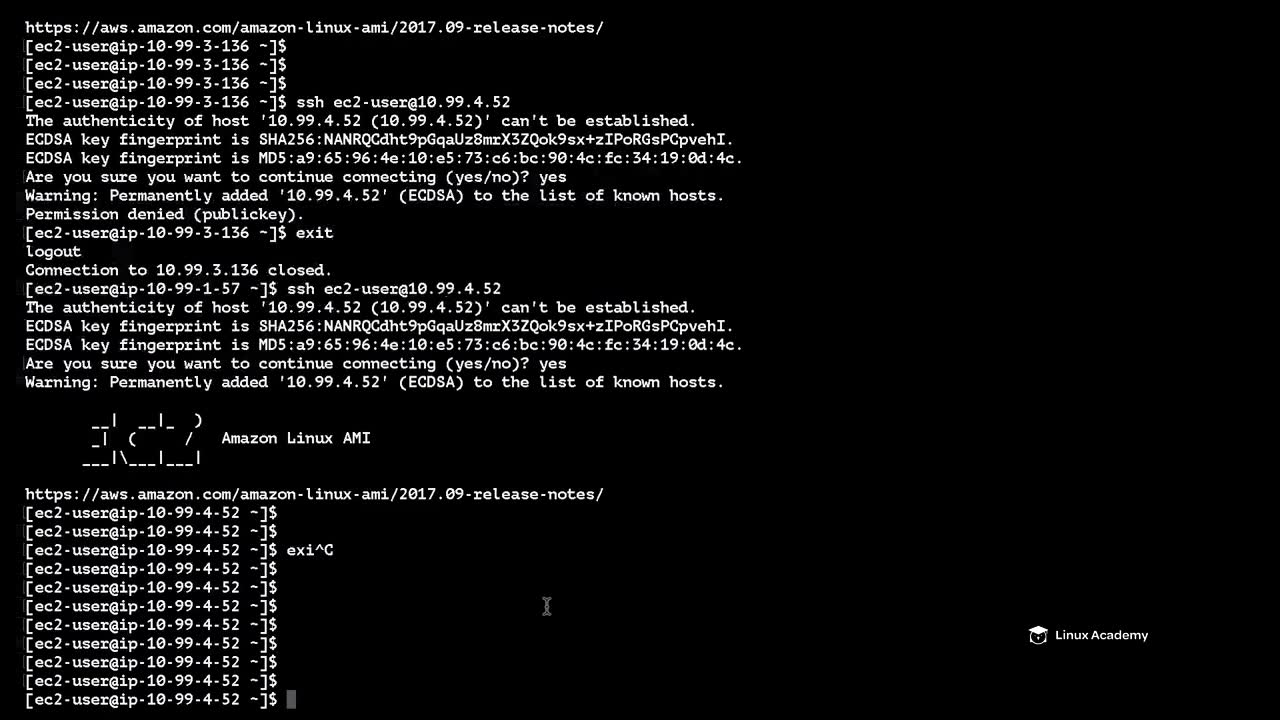 https://aws.amazon.com/amazon-linux-ami/2017.09-release-notes/
[ec2-user@ip-10-99-3-136 ~]$
[ec2-user@ip-10-99-3-136 ~]$
[ec2-user@ip-10-99-3-136 ~]$
[ec2-user@ip-10-99-3-136 ~]$ ssh ec2-user@10.99.4.52
The authenticity of host '10.99.4.52 (10.99.4.52)' can't be established.
ECDSA key fingerprint is SHA256:NANRQCdht9pGqaUz8mrX3ZQok9sx+zIPoRGsPCpvehI.
ECDSA key fingerprint is MD5:a9:65:96:4e:10:e5:73:c6:bc:90:4c:fc:34:19:0d:4c.
Are you sure you want to continue connecting (yes/no)? yes
Warning: Permanently added '10.99.4.52' (ECDSA) to the list of known hosts.
Permission denied (publickey).
[ec2-user@ip-10-99-3-136 ~]$ exit
logout
Connection to 10.99.3.136 closed.
[ec2-user@ip-10-99-1-57 ~]$ ssh ec2-user@10.99.4.52
The authenticity of host '10.99.4.52 (10.99.4.52)' can't be established.
ECDSA key fingerprint is SHA256:NANRQCdht9pGqaUz8mrX3ZQok9sx+zIPoRGsPCpvehI.
ECDSA key fingerprint is MD5:a9:65:96:4e:10:e5:73:c6:bc:90:4c:fc:34:19:0d:4c.
Are you sure you want to continue connecting (yes/no)? yes
Warning: Permanently added '10.99.4.52' (ECDSA) to the list of known hosts.
       __|  __|_  )
       _|  (     /   Amazon Linux AMI
      ___|\___|___|
https://aws.amazon.com/amazon-linux-ami/2017.09-release-notes/
[ec2-user@ip-10-99-4-52 ~]$
[ec2-user@ip-10-99-4-52 ~]$
[ec2-user@ip-10-99-4-52 ~]$ exi^C
[ec2-user@ip-10-99-4-52 ~]$
[ec2-user@ip-10-99-4-52 ~]$
[ec2-user@ip-10-99-4-52 ~]$
[ec2-user@ip-10-99-4-52 ~]$
[ec2-user@ip-10-99-4-52 ~]$
[ec2-user@ip-10-99-4-52 ~]$
[ec2-user@ip-10-99-4-52 ~]$
[ec2-user@ip-10-99-4-52 ~]$
Linux Academy